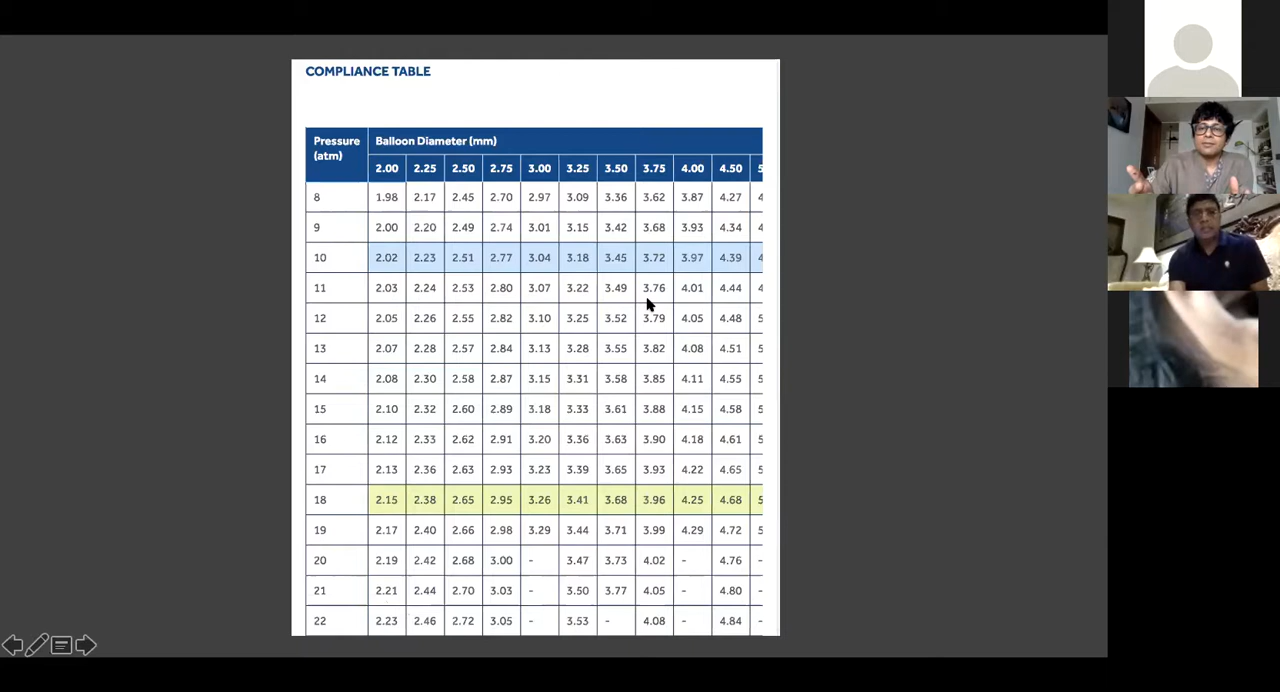 COMPLIANCE TABLE
Pressure (atm) Balloon Diameter (mm)
2.00 2.25 2.50 2.75 3.00 3.25 3.50 3.75 4.00 4.50 5
8 1.98 2.17 2.45 2.70 2.97 3.09 3.36 3.62 3.87 4.27 4
9 2.00 2.20 2.49 2.74 3.01 3.15 3.42 3.68 3.93 4.34 4
10 2.02 2.23 2.51 2.77 3.04 3.18 3.45 3.72 3.97 4.39 4
11 2.03 2.24 2.53 2.80 3.07 3.22 3.49 3.76 4.01 4.44 4
12 2.05 2.26 2.55 2.82 3.10 3.25 3.52 3.79 4.05 4.48 5
13 2.07 2.28 2.57 2.84 3.13 3.28 3.55 3.82 4.08 4.51 5
14 2.08 2.30 2.58 2.87 3.15 3.31 3.58 3.85 4.11 4.55 5
15 2.10 2.32 2.60 2.89 3.18 3.33 3.61 3.88 4.15 4.58 5
16 2.12 2.33 2.62 2.91 3.20 3.36 3.63 3.90 4.18 4.61 5
17 2.13 2.36 2.63 2.93 3.23 3.39 3.65 3.93 4.22 4.65 5
18 2.15 2.38 2.65 2.95 3.26 3.41 3.68 3.96 4.25 4.68 5
19 2.17 2.40 2.66 2.98 3.29 3.44 3.71 3.99 4.29 4.72 5
20 2.19 2.42 2.68 3.00 - 3.47 3.73 4.02 - 4.76 -
21 2.21 2.44 2.70 3.03 - 3.50 3.77 4.05 - 4.80 -
22 2.23 2.46 2.72 3.05 - 3.53 - 4.08 - 4.84 -